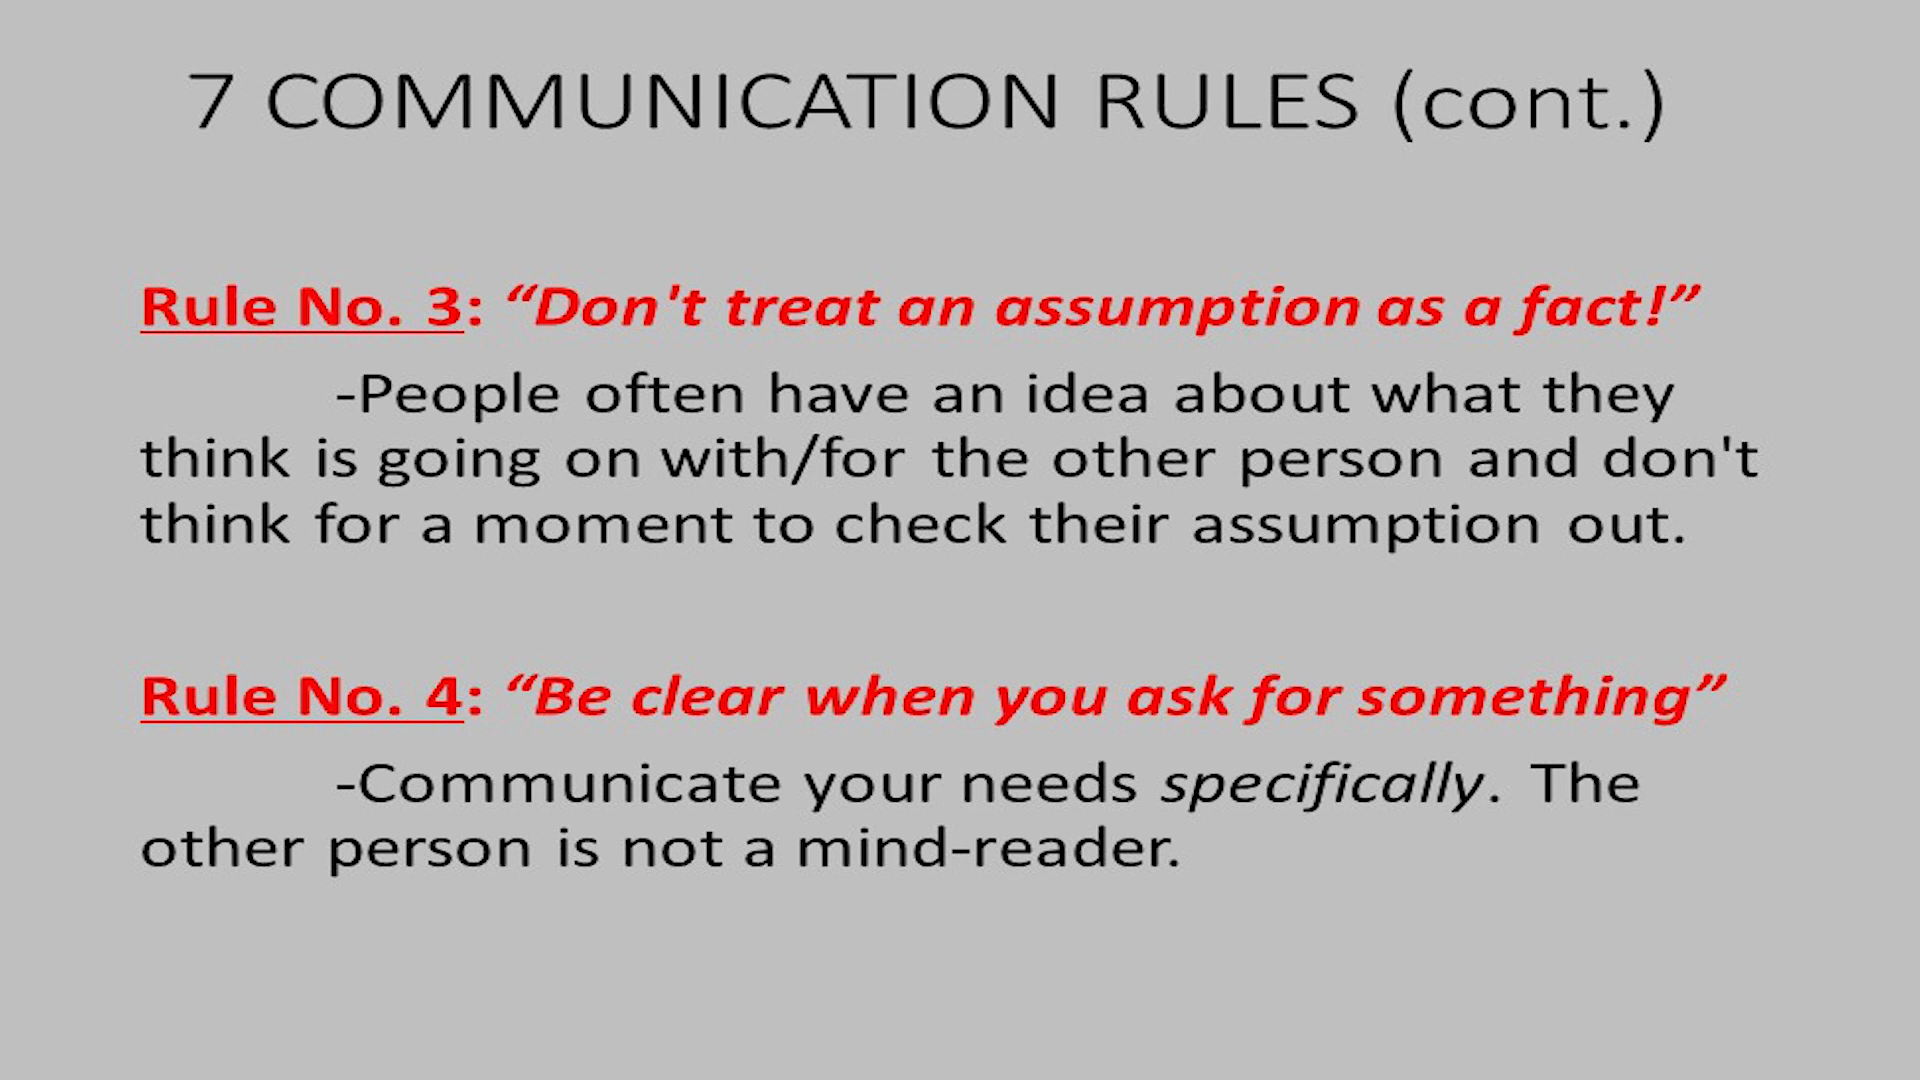 7 COMMUNICATION RULES (cont.)
Rule No. 3: “Don't treat an assumption as a fact!”
-People often have an idea about what they
think is going on with/for the other person and don't
think for a moment to check their assumption out.
Rule No. 4: “Be clear when you ask for something”
-Communicate your needs specifically. The
other person is not a mind-reader.